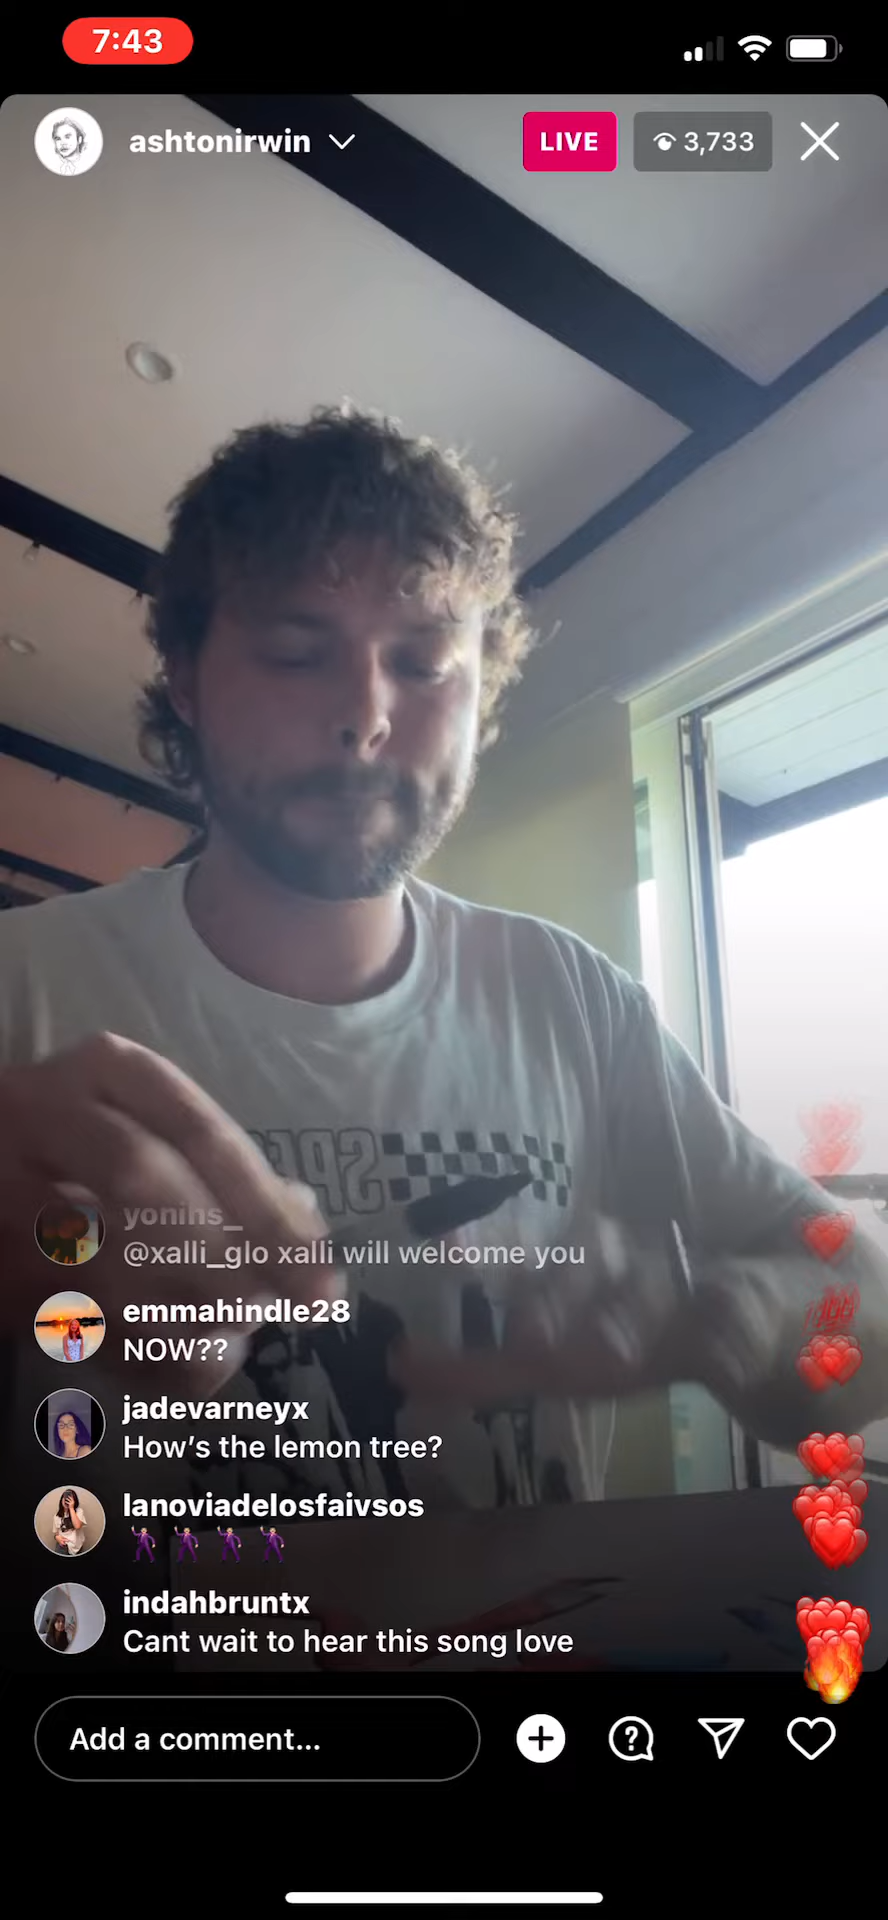 7:43
ashtonirwin
LIVE
3,733
yonihs_
@xalli_glo xalli will welcome you
emmahindle28
NOW??
jadevarneyx
How's the lemon tree?
lanoviadelosfaivsos
indahbruntx
Cant wait to hear this song love
Add a comment...